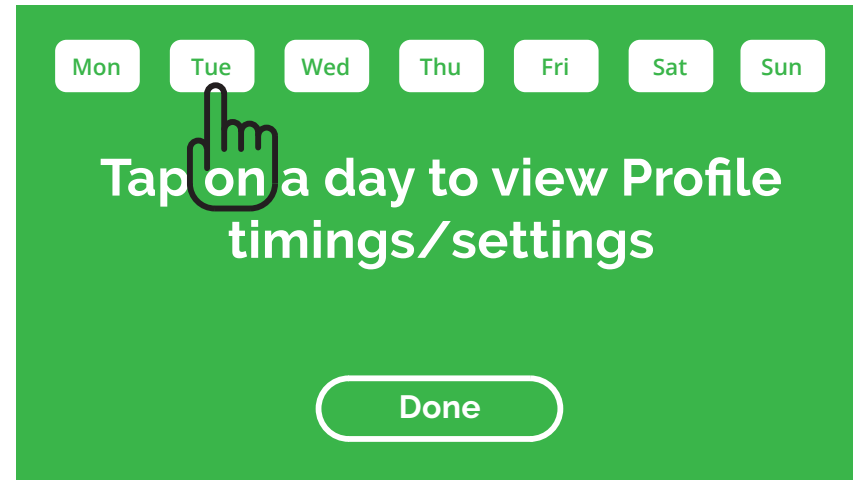 Mon Tue Wed Thu Fri Sat Sun
Tap on a day to view Profile
timings/settings
Done